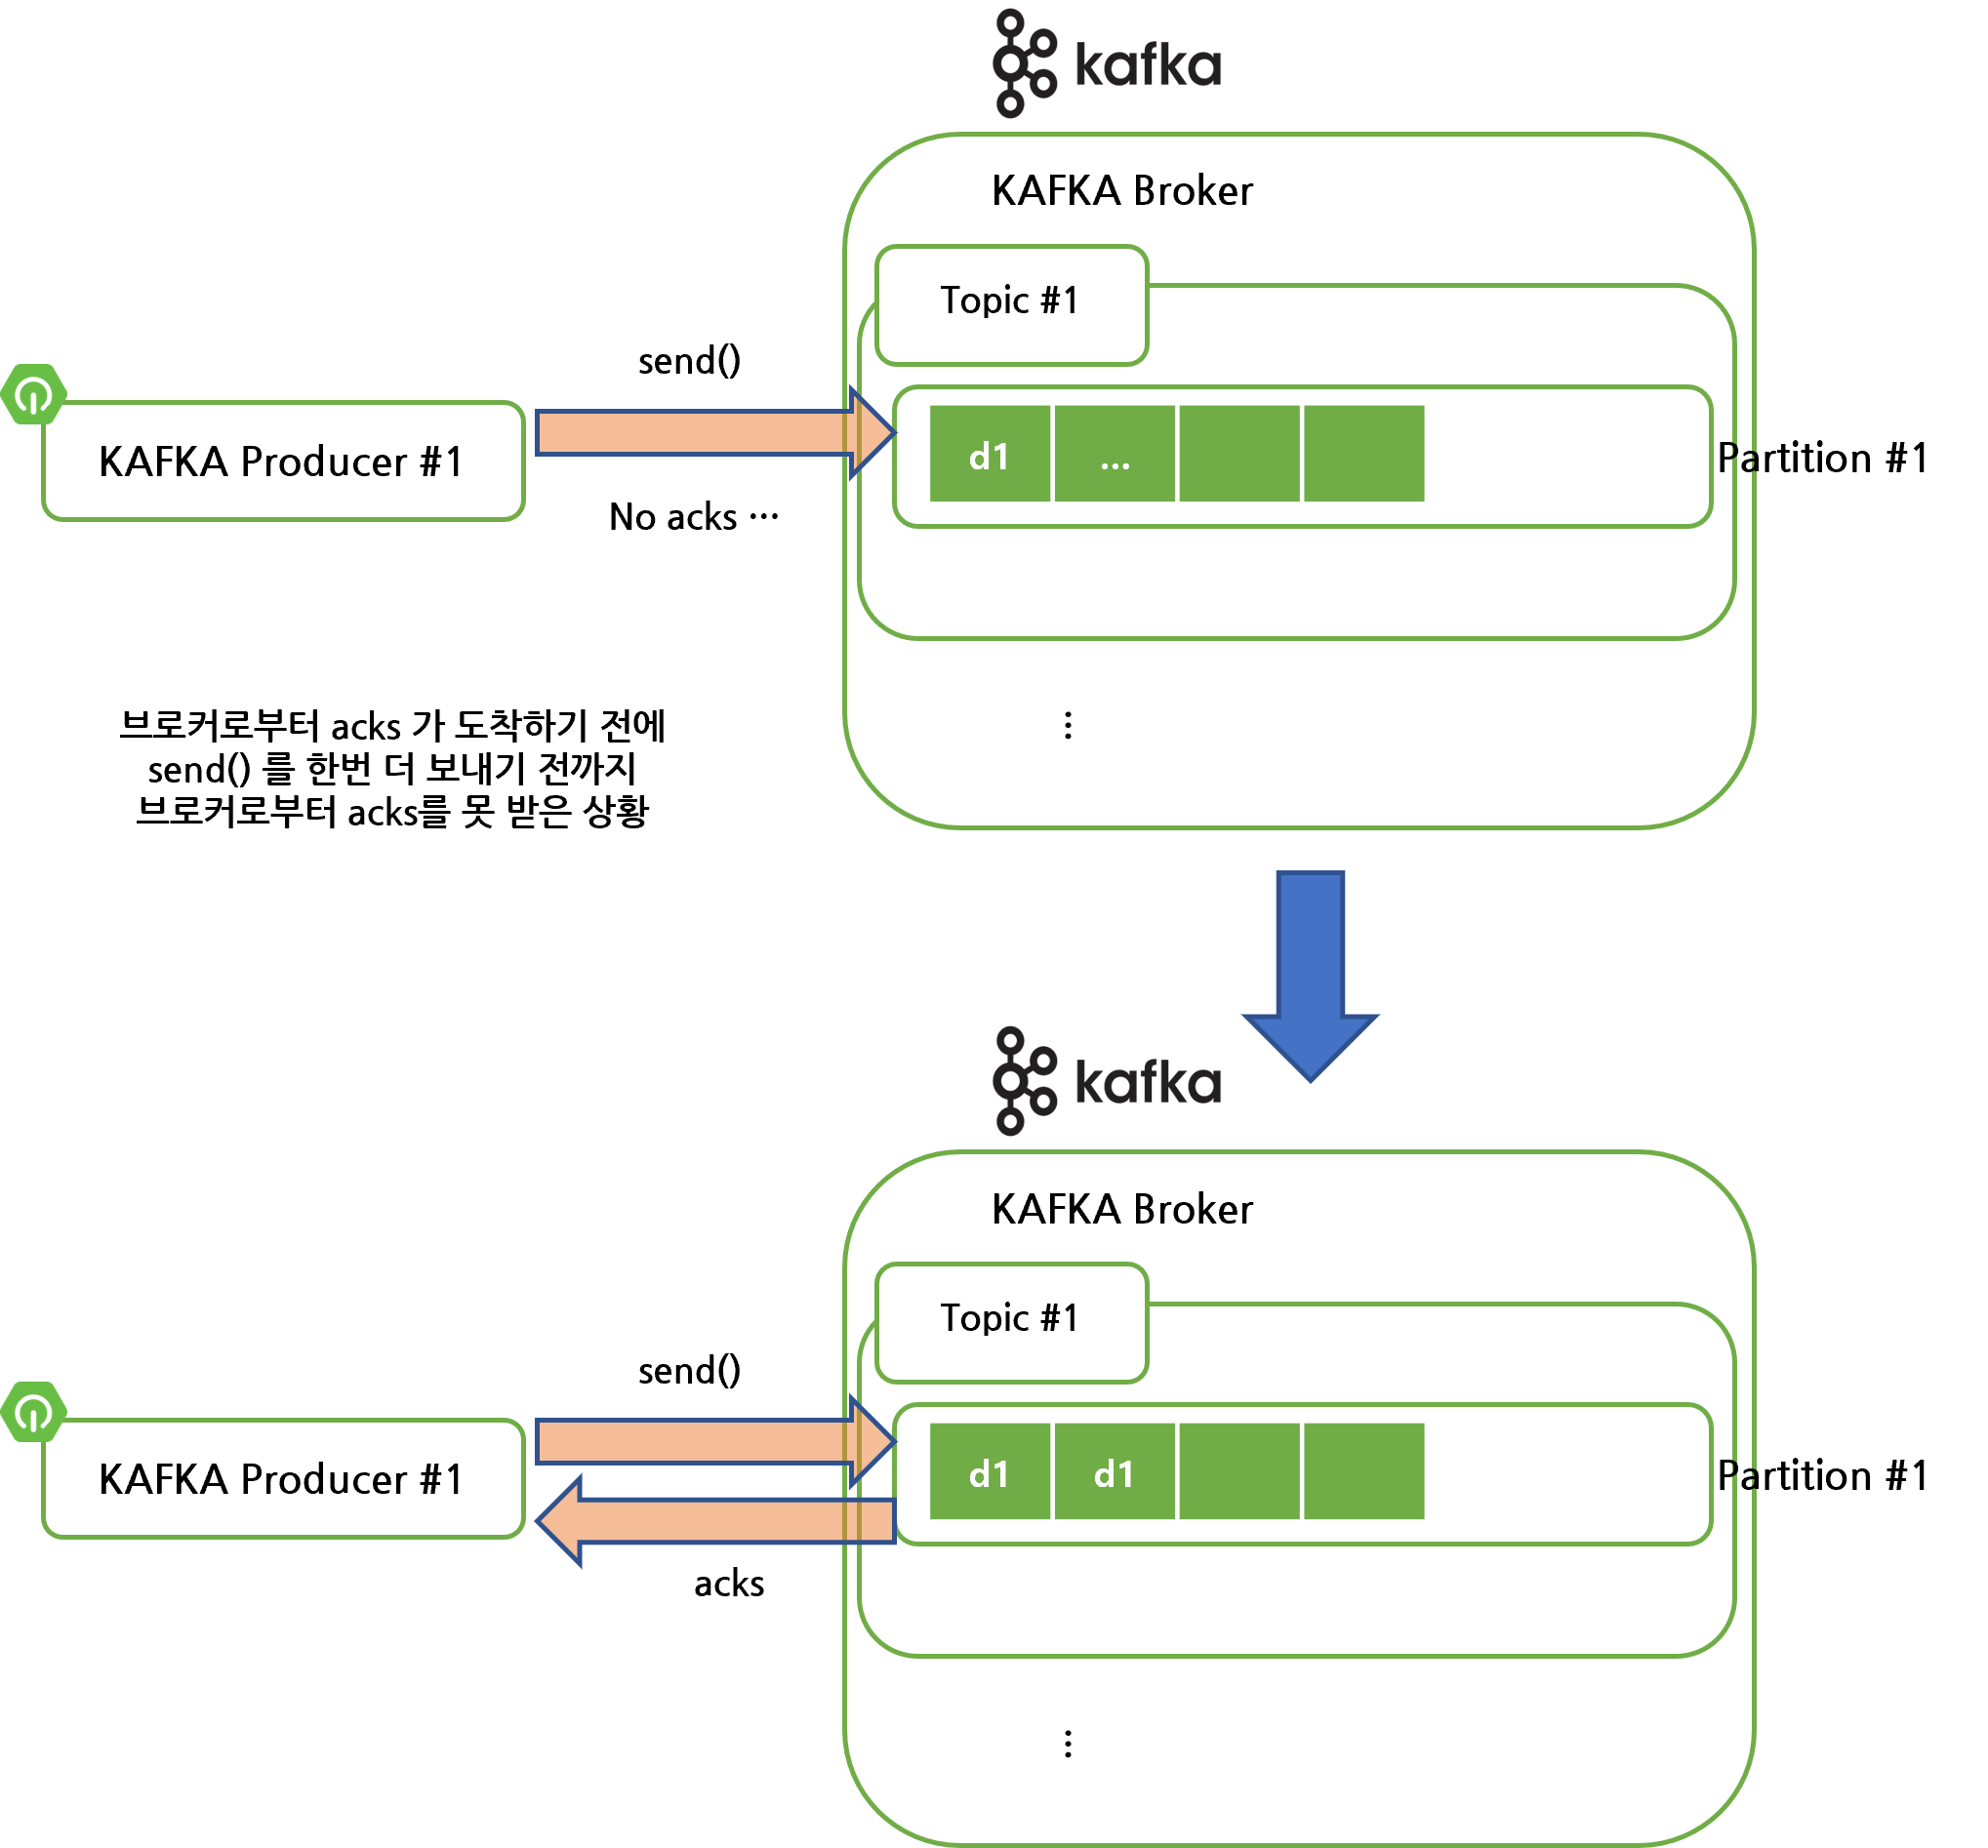 kafka
KAFKA Broker
Topic #1
send()
KAFKA Producer #1
d1
...
Partition #1
No acks …
브로커로부터 acks 가 도착하기 전에
send() 를 한번 더 보내기 전까지
브로커로부터 acks를 못 받은 상황
⋮
kafka
KAFKA Broker
Topic #1
send()
KAFKA Producer #1
d1
d1
Partition #1
acks
⋮